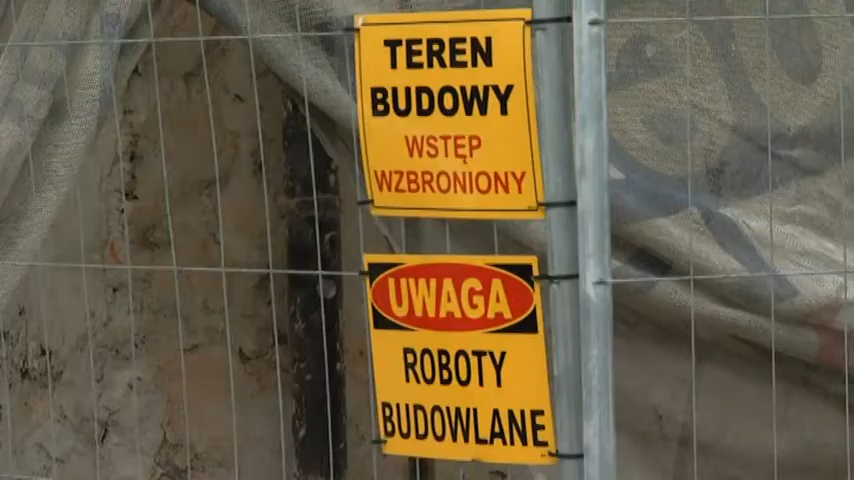 TEREN
BUDOWY
WSTĘP
WZBRONIONY
UWAGA
ROBOTY
BUDOWLANE